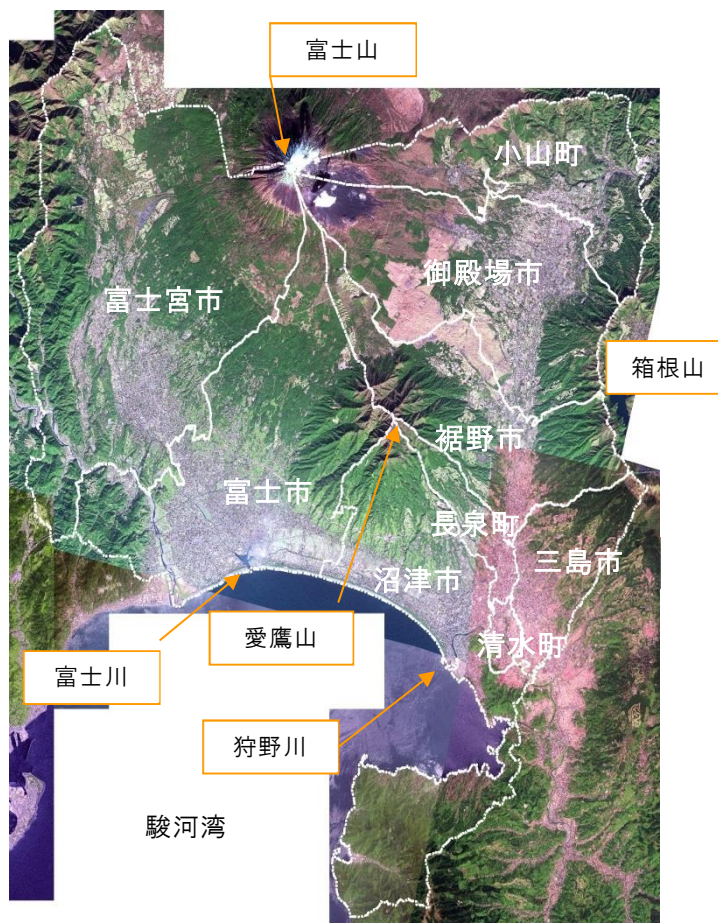 富士山
小山町
御殿場市
富士宮市
箱根山
裾野市
富士市
長泉町
三島市
沼津市
愛鷹山
清水町
富士川
狩野川
駿河湾